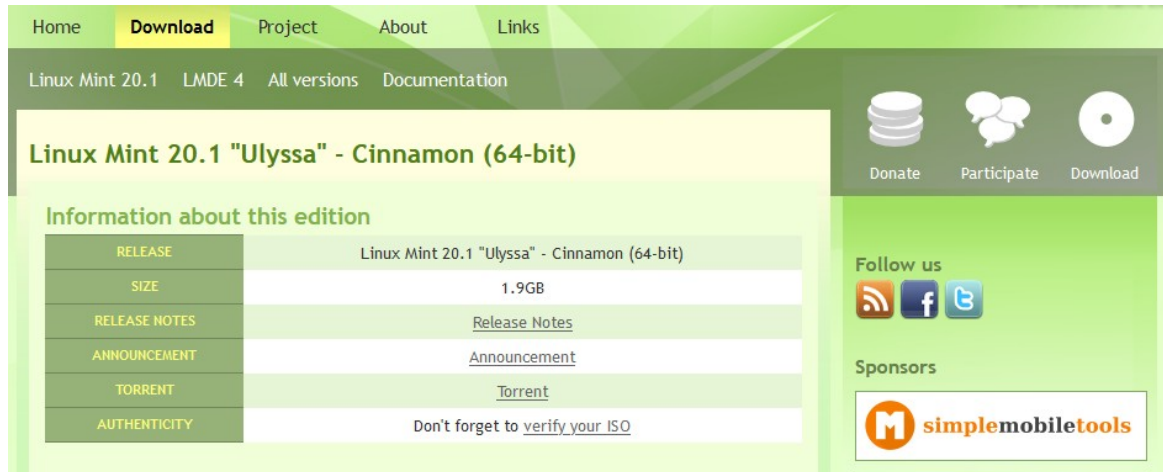 Home Download Project About Links
Linux Mint 20.1 LMDE 4 All versions Documentation
Donate Participate Download
Linux Mint 20.1 "Ulyssa" - Cinnamon (64-bit)
Information about this edition
RELEASE Linux Mint 20.1 "Ulyssa" - Cinnamon (64-bit)
SIZE 1.9GB
RELEASE NOTES Release Notes
ANNOUNCEMENT Announcement
TORRENT Torrent
AUTHENTICITY Don't forget to verify your ISO
Follow us
Sponsors
simplemobiletools